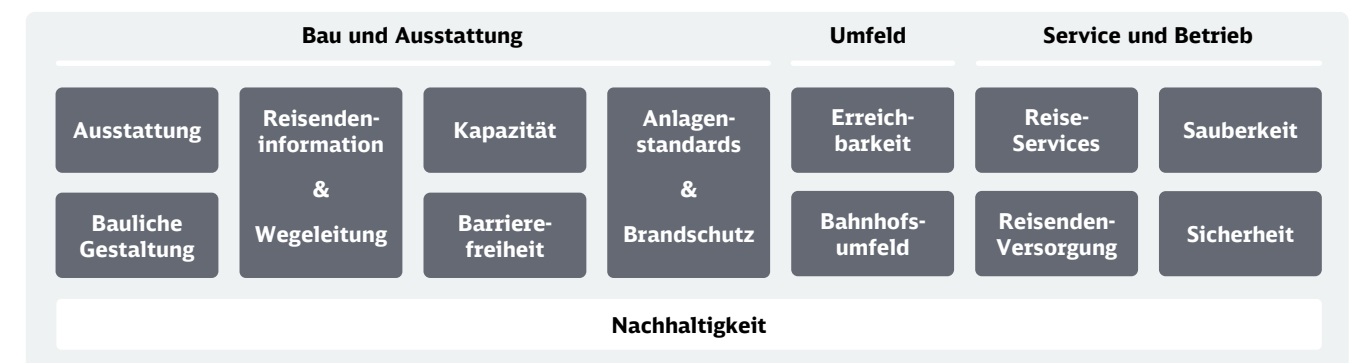 Bau und Ausstattung
Umfeld
Service und Betrieb
Ausstattung
Bauliche
Gestaltung
Reisenden-
information
&
Wegeleitung
Kapazität
Barriere-
freiheit
Anlagen-
standards
&
Brandschutz
Erreich-
barkeit
Bahnhofs-
umfeld
Reise-
Services
Reisenden-
Versorgung
Sauberkeit
Sicherheit
Nachhaltigkeit